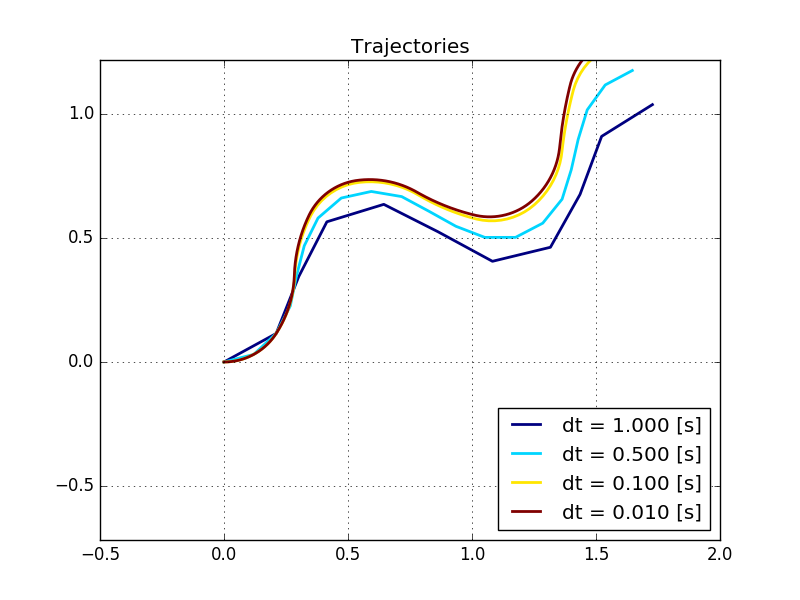 Trajectories
1.0
0.5
0.0
−0.5
−0.5 0.0 0.5 1.0 1.5 2.0
dt = 1.000 [s]
dt = 0.500 [s]
dt = 0.100 [s]
dt = 0.010 [s]